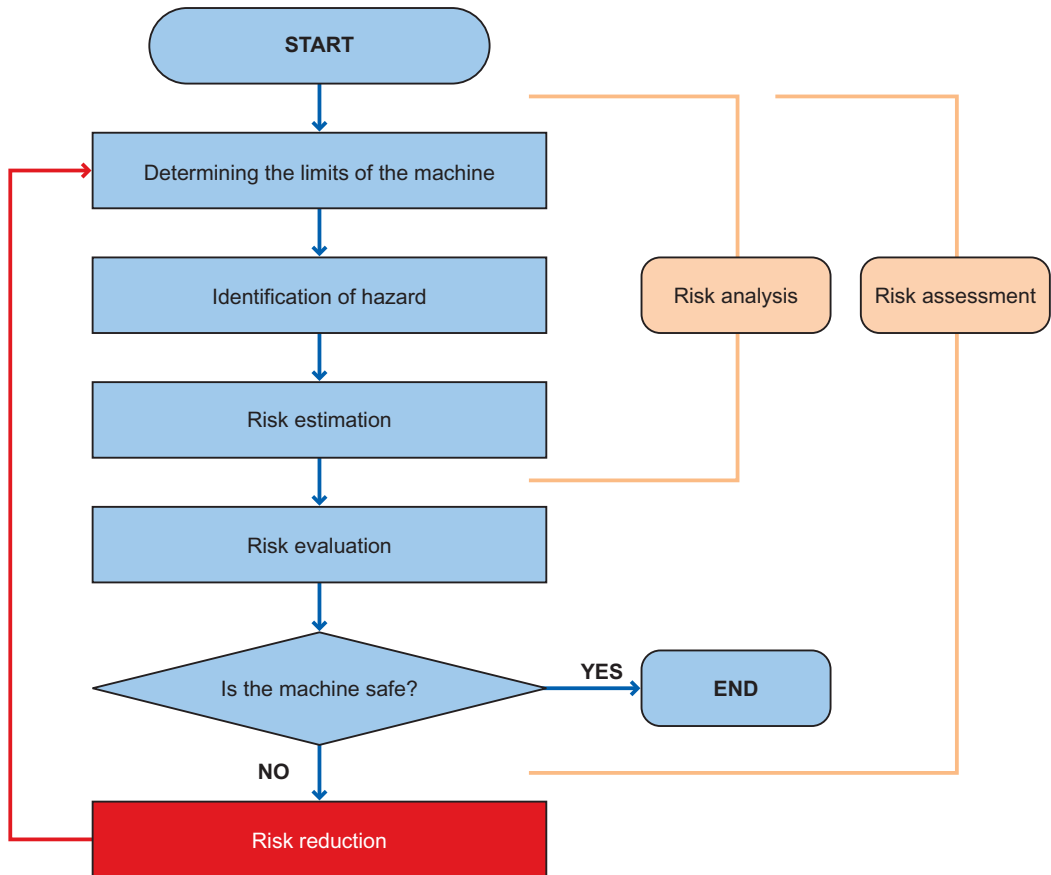 START
Determining the limits of the machine
Identification of hazard
Risk analysis
Risk assessment
Risk estimation
Risk evaluation
Is the machine safe?
YES
END
NO
Risk reduction